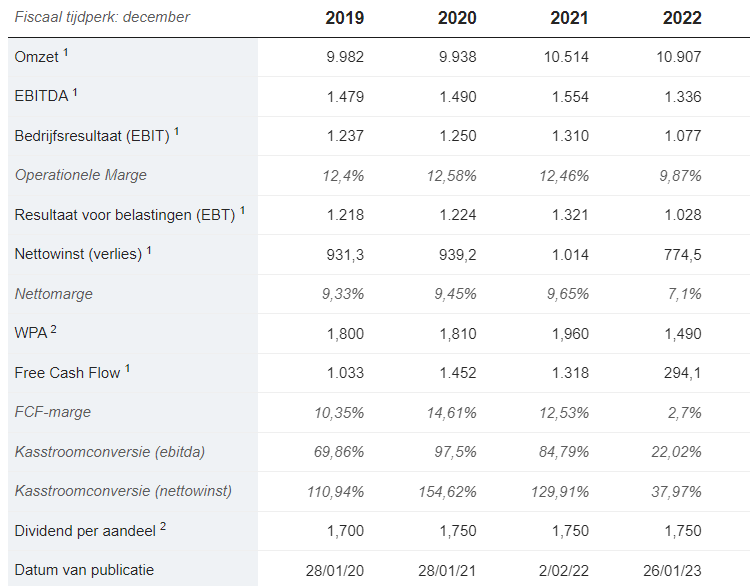 Fiscaal tijdperk: december 2019 2020 2021 2022
Omzet 1 9.982 9.938 10.514 10.907
EBITDA 1 1.479 1.490 1.554 1.336
Bedrijfsresultaat (EBIT) 1 1.237 1.250 1.310 1.077
Operationele Marge 12,4% 12,58% 12,46% 9,87%
Resultaat voor belastingen (EBT) 1 1.218 1.224 1.321 1.028
Nettowinst (verlies) 1 931,3 939,2 1.014 774,5
Nettomarge 9,33% 9,45% 9,65% 7,1%
WPA 2 1,800 1,810 1,960 1,490
Free Cash Flow 1 1.033 1.452 1.318 294,1
FCF-marge 10,35% 14,61% 12,53% 2,7%
Kasstroomconversie (ebitda) 69,86% 97,5% 84,79% 22,02%
Kasstroomconversie (nettowinst) 110,94% 154,62% 129,91% 37,97%
Dividend per aandeel 2 1,700 1,750 1,750 1,750
Datum van publicatie 28/01/20 28/01/21 2/02/22 26/01/23